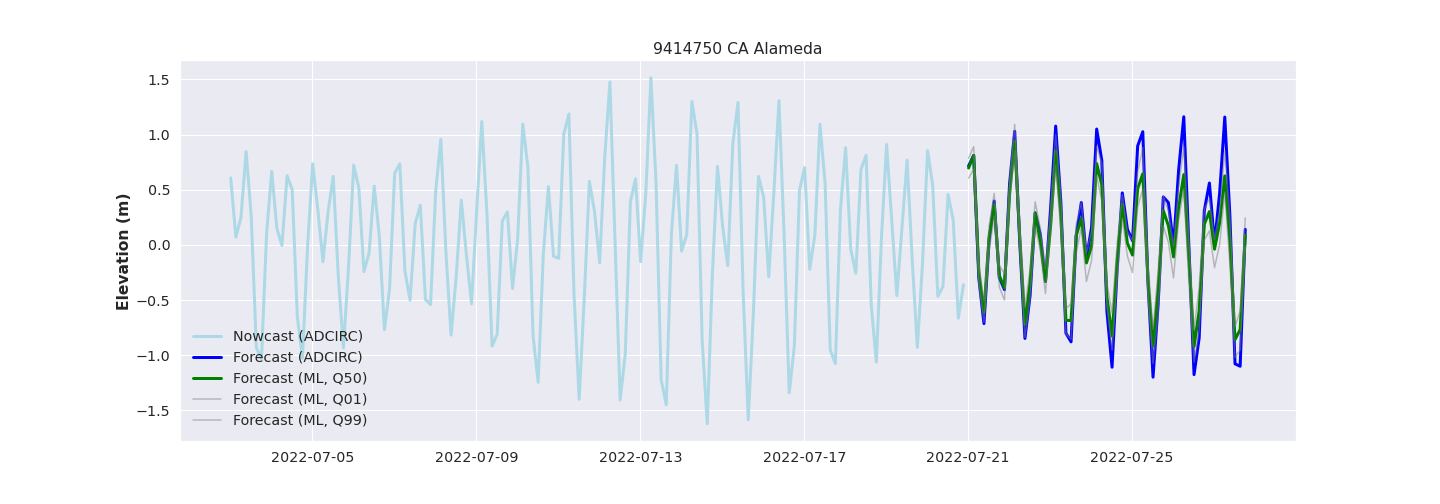 9414750 CA Alameda
Elevation (m)
1.5
1.0
0.5
0.0
−0.5
−1.0
−1.5
Nowcast (ADCIRC)
Forecast (ADCIRC)
Forecast (ML, Q50)
Forecast (ML, Q01)
Forecast (ML, Q99)
2022-07-05
2022-07-09
2022-07-13
2022-07-17
2022-07-21
2022-07-25